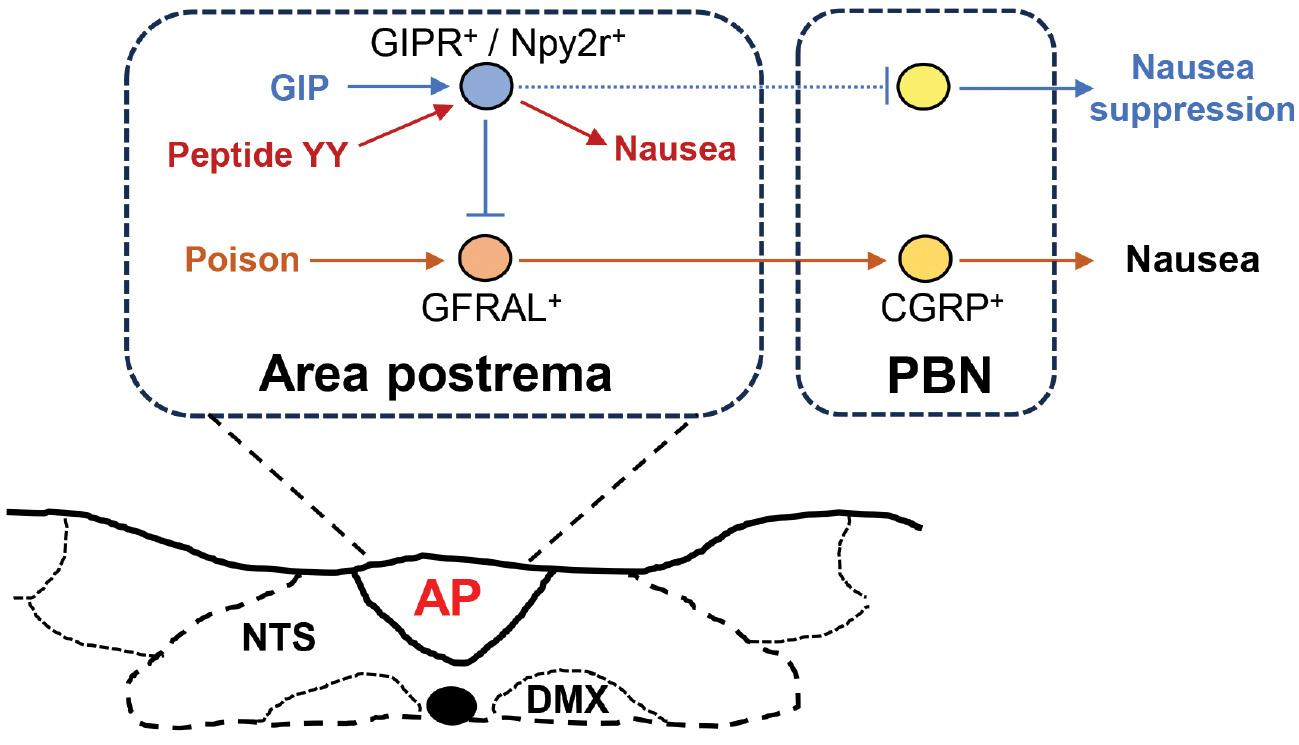 GIPR⁺ / Npy2r⁺
GIP
Nausea
suppression
Peptide YY
Nausea
Poison
Nausea
GFRAL⁺
CGRP⁺
Area postrema
PBN
AP
NTS
DMX